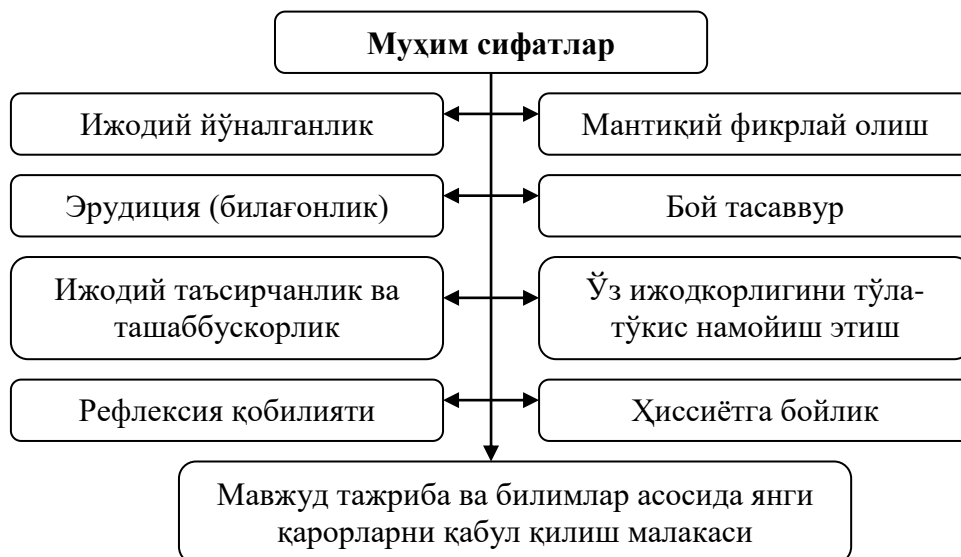 Муҳим сифатлар
Ижодий йўналганлик
Мантиқий фикрлай олиш
Эрудиция (билағонлик)
Бой тасаввур
Ижодий таъсирчанлик ва
ташаббускорлик
Ўз ижодкорлигини тўла-
тўкис намойиш этиш
Рефлексия қобилияти
Ҳиссиётга бойлик
Мавжуд тажриба ва билимлар асосида янги
қарорларни қабул қилиш малакаси